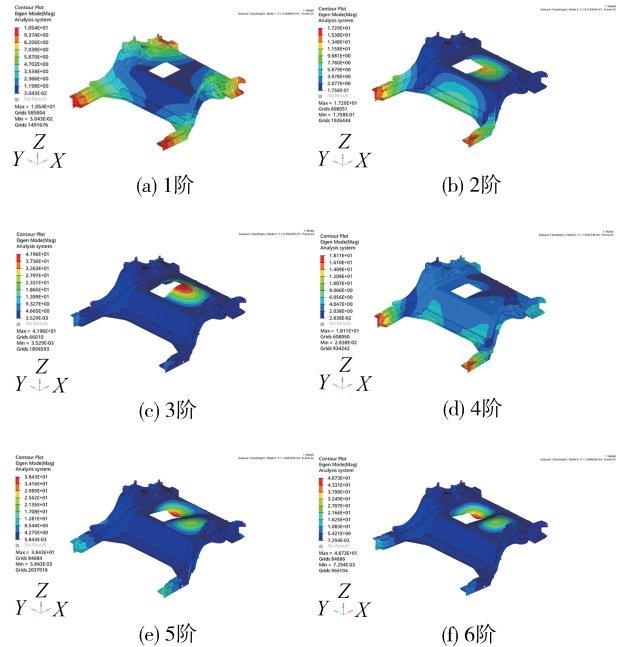 Contour Plot
Eigen Mode(Mag)
Analysis system
1.054E+01
9.374E+00
8.206E+00
7.038E+00
5.870E+00
4.702E+00
3.534E+00
2.366E+00
1.198E+00
3.043E-02
No Result
Max = 1.054E+01
Grids 585804
Min = 3.043E-02
Grids 1491676
Z
Y X
(a) 1阶
Contour Plot
Eigen Mode(Mag)
Analysis system
1.729E+01
1.538E+01
1.348E+01
1.158E+01
9.681E+00
7.780E+00
5.879E+00
3.978E+00
2.077E+00
1.758E-01
No Result
Max = 1.729E+01
Grids 608051
Min = 1.758E-01
Grids 1926444
Z
Y X
(b) 2阶
Contour Plot
Eigen Mode(Mag)
Analysis system
4.196E+01
3.730E+01
3.263E+01
2.797E+01
2.331E+01
1.865E+01
1.399E+01
9.327E+00
4.665E+00
3.529E-03
No Result
Max = 4.196E+01
Grids 66010
Min = 3.529E-03
Grids 1806593
Z
Y X
(c) 3阶
Contour Plot
Eigen Mode(Mag)
Analysis system
1.811E+01
1.610E+01
1.409E+01
1.208E+01
1.007E+01
8.066E+00
6.056E+00
4.047E+00
2.038E+00
2.838E-02
No Result
Max = 1.811E+01
Grids 608050
Min = 2.838E-02
Grids 934242
Z
Y X
(d) 4阶
Contour Plot
Eigen Mode(Mag)
Analysis system
3.843E+01
3.416E+01
2.989E+01
2.562E+01
2.135E+01
1.708E+01
1.281E+01
8.544E+00
4.275E+00
5.843E-03
No Result
Max = 3.843E+01
Grids 84684
Min = 5.843E-03
Grids 2037018
Z
Y X
(e) 5阶
Contour Plot
Eigen Mode(Mag)
Analysis system
4.873E+01
4.331E+01
3.790E+01
3.249E+01
2.707E+01
2.166E+01
1.625E+01
1.083E+01
5.421E+00
7.294E-03
No Result
Max = 4.873E+01
Grids 84686
Min = 7.294E-03
Grids 966104
Z
Y X
(f) 6阶